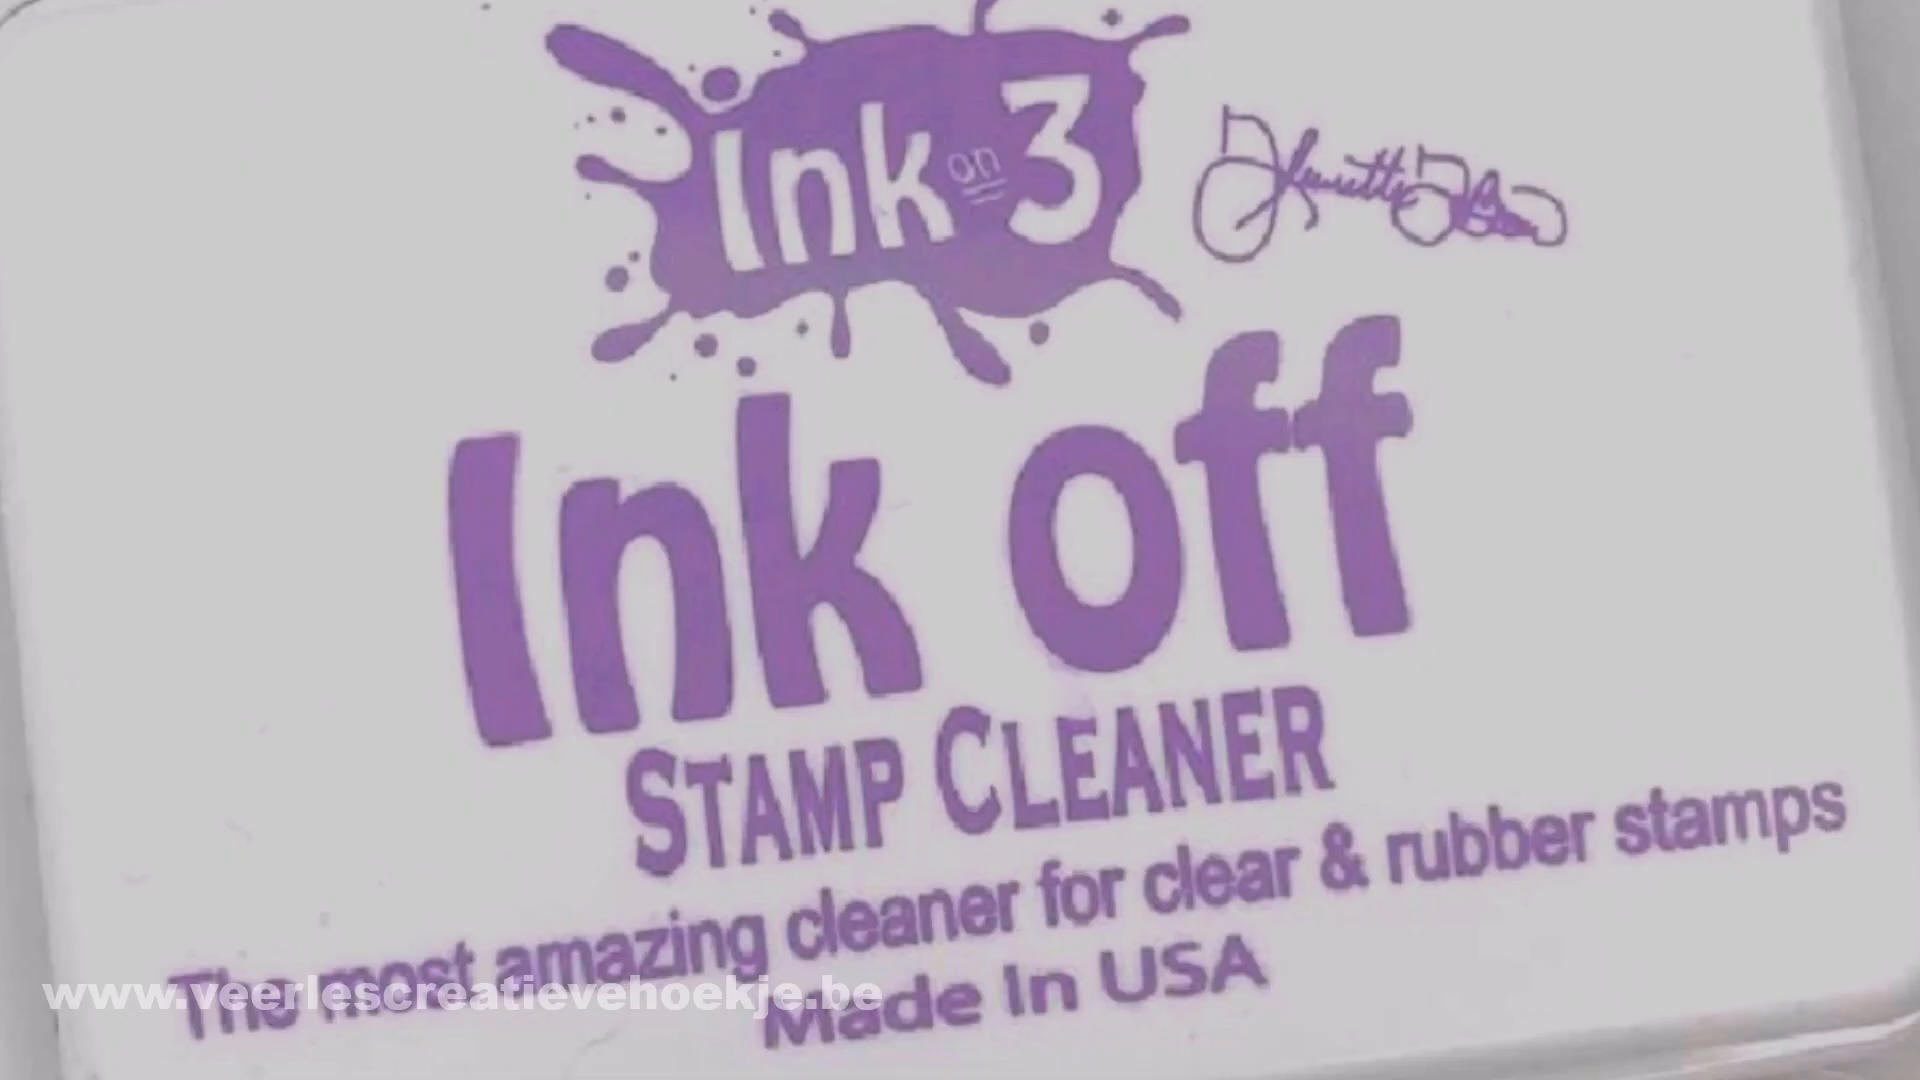 Ink on 3
Ink off
STAMP CLEANER
The most amazing cleaner for clear & rubber stamps
Made In USA
www.veerlescreatievehoekje.be